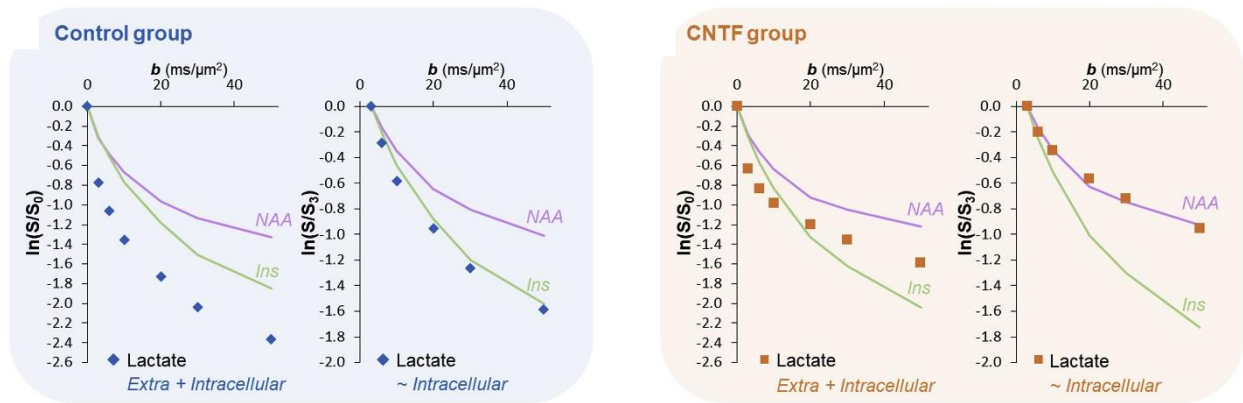 Control group
b (ms/µm²)
0 20 40
0.0
-0.2
-0.4
-0.6
-0.8
-1.0
-1.2
-1.4
-1.6
-1.8
-2.0
-2.2
-2.4
-2.6
ln(S/S₀)
NAA
Ins
Lactate
Extra + Intracellular
b (ms/µm²)
0 20 40
0.0
-0.2
-0.4
-0.6
-0.8
-1.0
-1.2
-1.4
-1.6
-1.8
-2.0
ln(S/S₃)
NAA
Ins
Lactate
~ Intracellular
CNTF group
b (ms/µm²)
0 20 40
0.0
-0.2
-0.4
-0.6
-0.8
-1.0
-1.2
-1.4
-1.6
-1.8
-2.0
-2.2
-2.4
-2.6
ln(S/S₀)
NAA
Ins
Lactate
Extra + Intracellular
b (ms/µm²)
0 20 40
0.0
-0.2
-0.4
-0.6
-0.8
-1.0
-1.2
-1.4
-1.6
-1.8
-2.0
ln(S/S₃)
NAA
Ins
Lactate
~ Intracellular